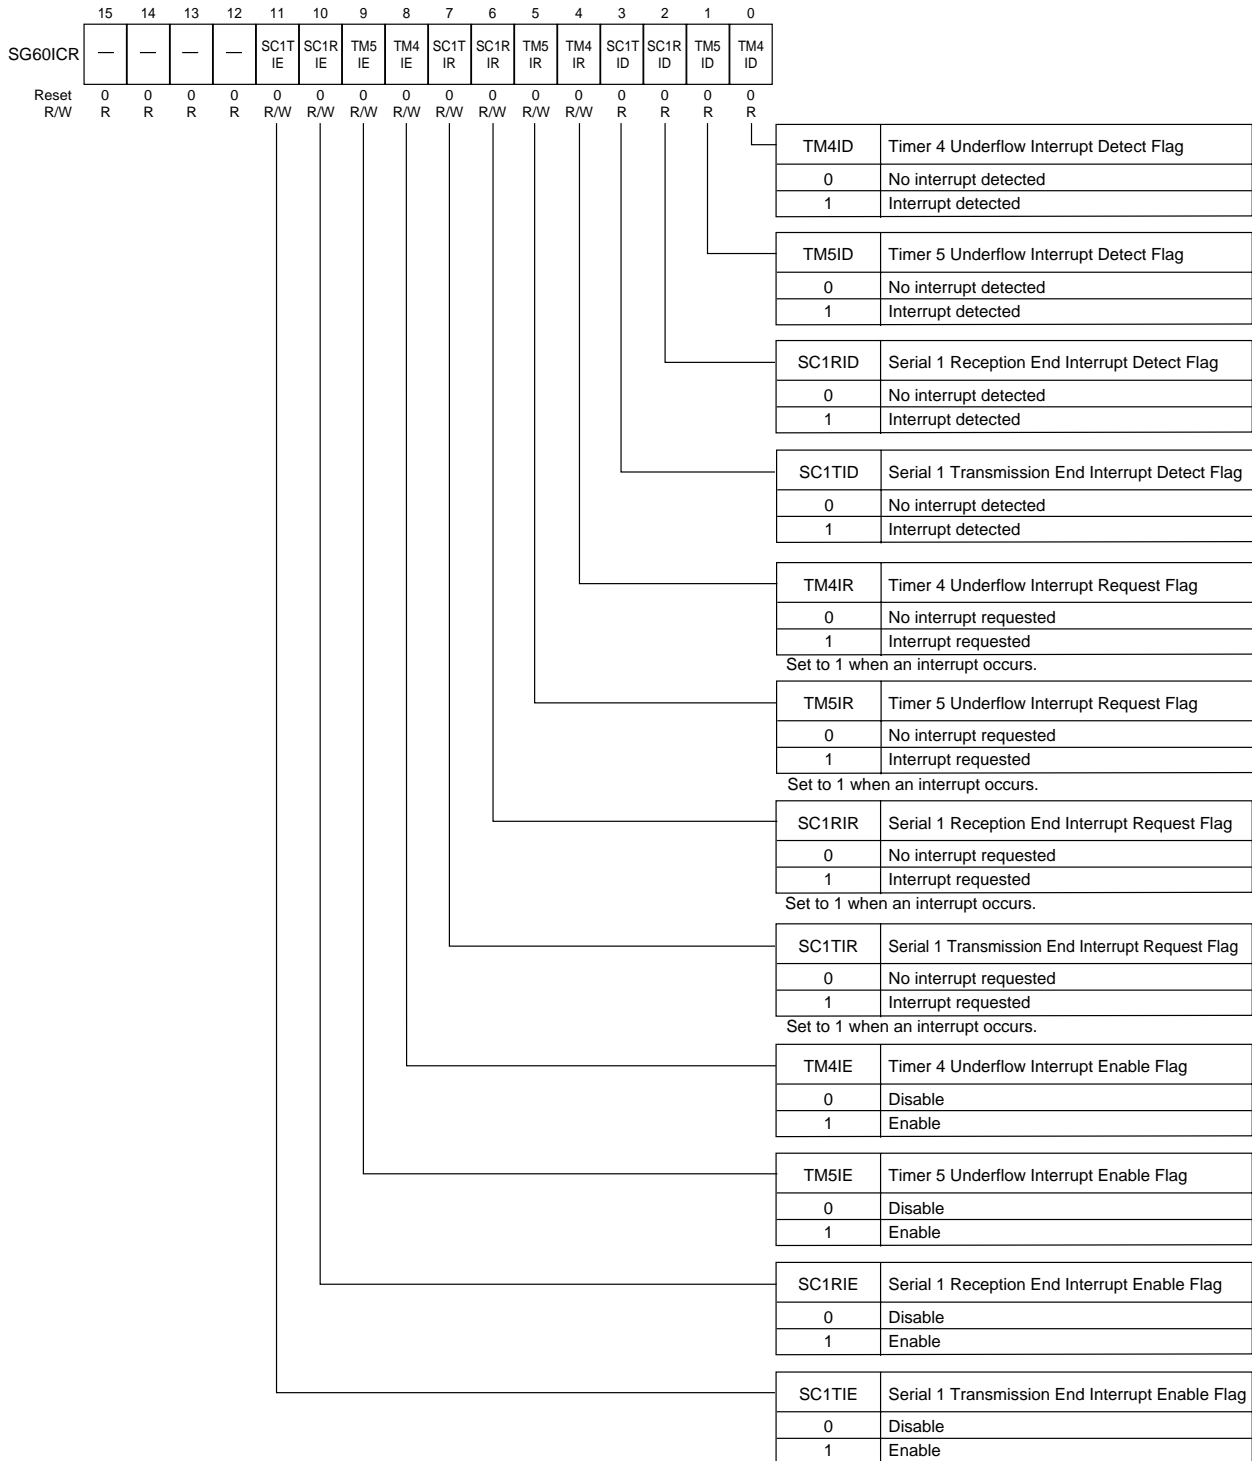 15 14 13 12 11 10 9 8 7 6 5 4 3 2 1 0
SG60ICR — — — — SC1T IE SC1R IE TM5 IE TM4 IE SC1T IR SC1R IR TM5 IR TM4 IR SC1T ID SC1R ID TM5 ID TM4 ID
Reset 0 0 0 0 0 0 0 0 0 0 0 0 0 0 0 0
R/W R R R R R/W R/W R/W R/W R/W R/W R/W R/W R R R R
TM4ID Timer 4 Underflow Interrupt Detect Flag
0 No interrupt detected
1 Interrupt detected
TM5ID Timer 5 Underflow Interrupt Detect Flag
0 No interrupt detected
1 Interrupt detected
SC1RID Serial 1 Reception End Interrupt Detect Flag
0 No interrupt detected
1 Interrupt detected
SC1TID Serial 1 Transmission End Interrupt Detect Flag
0 No interrupt detected
1 Interrupt detected
TM4IR Timer 4 Underflow Interrupt Request Flag
0 No interrupt requested
1 Interrupt requested
Set to 1 when an interrupt occurs.
TM5IR Timer 5 Underflow Interrupt Request Flag
0 No interrupt requested
1 Interrupt requested
Set to 1 when an interrupt occurs.
SC1RIR Serial 1 Reception End Interrupt Request Flag
0 No interrupt requested
1 Interrupt requested
Set to 1 when an interrupt occurs.
SC1TIR Serial 1 Transmission End Interrupt Request Flag
0 No interrupt requested
1 Interrupt requested
Set to 1 when an interrupt occurs.
TM4IE Timer 4 Underflow Interrupt Enable Flag
0 Disable
1 Enable
TM5IE Timer 5 Underflow Interrupt Enable Flag
0 Disable
1 Enable
SC1RIE Serial 1 Reception End Interrupt Enable Flag
0 Disable
1 Enable
SC1TIE Serial 1 Transmission End Interrupt Enable Flag
0 Disable
1 Enable